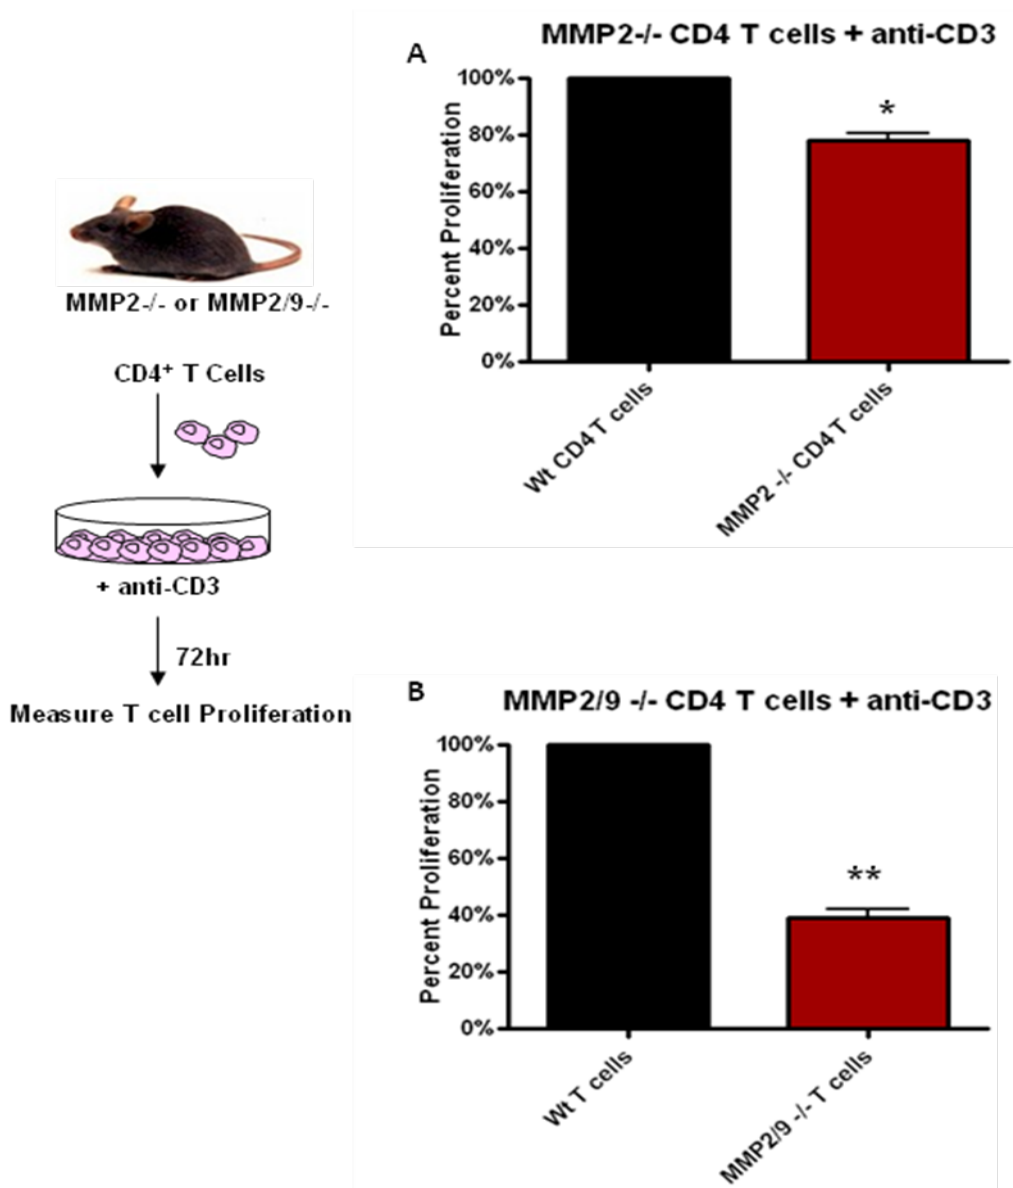 MMP2-/- or MMP2/9-/-
CD4+ T Cells
+ anti-CD3
72hr
Measure T cell Proliferation
A
MMP2-/- CD4 T cells + anti-CD3
Percent Proliferation
100%
80%
60%
40%
20%
0%
*
Wt CD4 T cells
MMP2 -/- CD4 T cells
B
MMP2/9 -/- CD4 T cells + anti-CD3
Percent Proliferation
100%
80%
60%
40%
20%
0%
**
Wt T cells
MMP2/9 -/- T cells